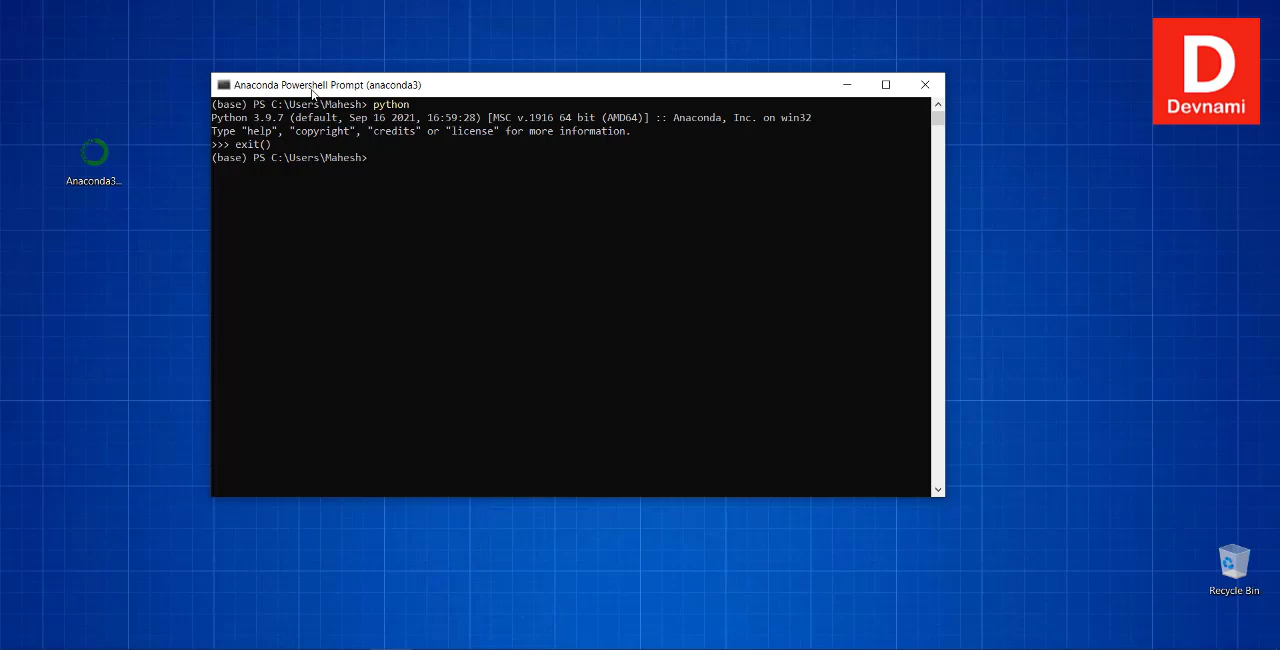 D
Devnami
Anaconda Powershell Prompt (anaconda3)
(base) PS C:\Users\Mahesh> python
Python 3.9.7 (default, Sep 16 2021, 16:59:28) [MSC v.1916 64 bit (AMD64)] :: Anaconda, Inc. on win32
Type "help", "copyright", "credits" or "license" for more information.
>>> exit()
(base) PS C:\Users\Mahesh>
Anaconda3...
Recycle Bin